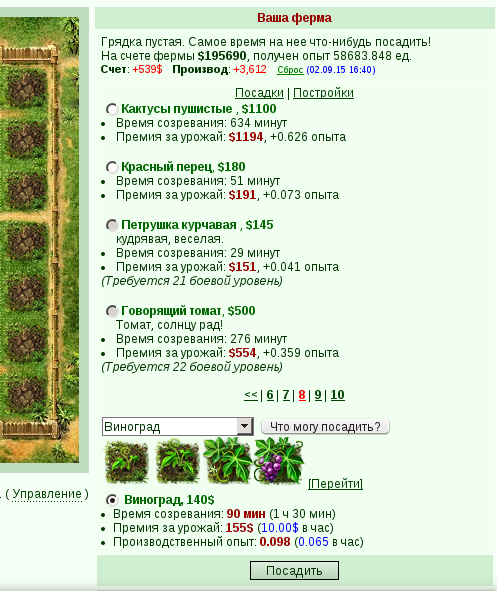 Ваша ферма
Грядка пустая. Самое время на нее что-нибудь посадить!
На счете фермы $195690, получен опыт 58683.848 ед.
Счет: +539$ Производ: +3,612 Сброс (02.09.15 16:40)
Посадки | Постройки
Кактусы пушистые , $1100
• Время созревания: 634 минут
• Премия за урожай: $1194, +0.626 опыта
Красный перец, $180
• Время созревания: 51 минут
• Премия за урожай: $191, +0.073 опыта
Петрушка курчавая , $145
кудрявая, веселая.
• Время созревания: 29 минут
• Премия за урожай: $151, +0.041 опыта
(Требуется 21 боевой уровень)
Говорящий томат, $500
Томат, солнцу рад!
• Время созревания: 276 минут
• Премия за урожай: $554, +0.359 опыта
(Требуется 22 боевой уровень)
<< | 6 | 7 | 8 | 9 | 10
Виноград Что могу посадить?
[Перейти]
. ( Управление )
Виноград, 140$
• Время созревания: 90 мин (1 ч 30 мин)
• Премия за урожай: 155$ (10.00$ в час)
• Производственный опыт: 0.098 (0.065 в час)
Посадить